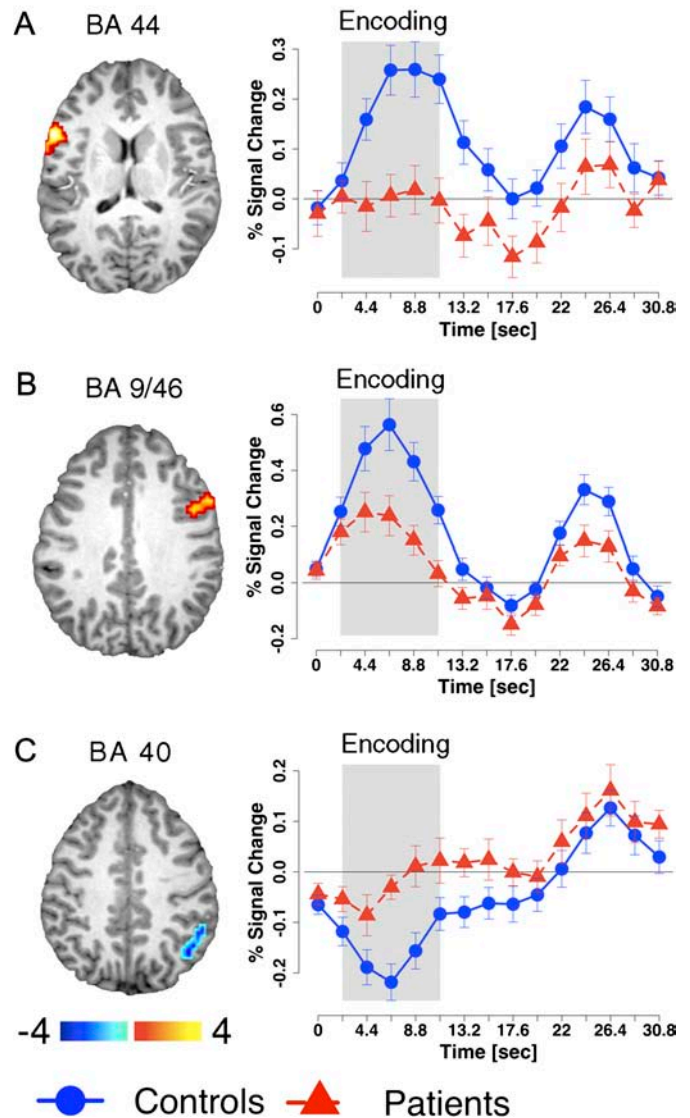 A
BA 44
Encoding
% Signal Change
0.3
0.2
0.1
0.0
-0.1
0 4.4 8.8 13.2 17.6 22 26.4 30.8
Time [sec]
B
BA 9/46
Encoding
% Signal Change
0.6
0.4
0.2
0.0
-0.2
0 4.4 8.8 13.2 17.6 22 26.4 30.8
Time [sec]
C
BA 40
Encoding
% Signal Change
0.2
0.1
0.0
-0.1
-0.2
0 4.4 8.8 13.2 17.6 22 26.4 30.8
Time [sec]
-4 4
Controls Patients